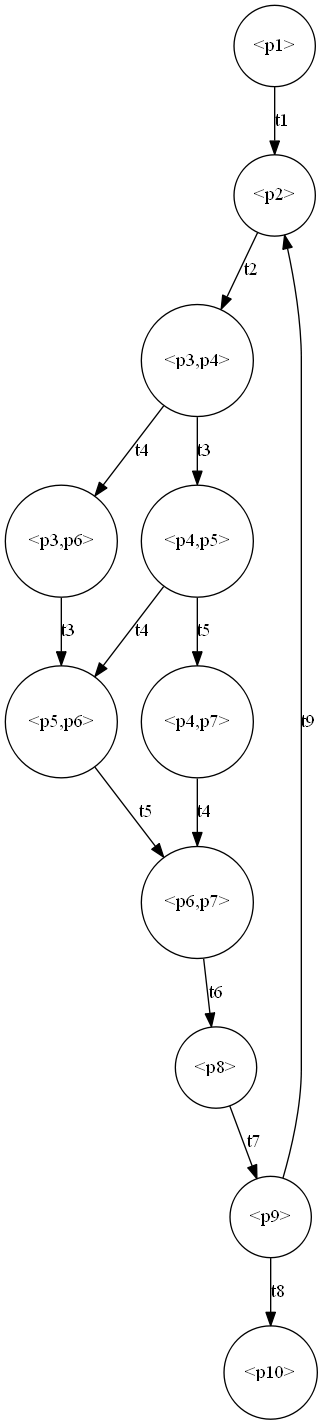 <p1>
t1
<p2>
t2
<p3,p4>
t4
t3
<p3,p6>
<p4,p5>
t3
t4
t5
<p5,p6>
<p4,p7>
t9
t5
t4
<p6,p7>
t6
<p8>
t7
<p9>
t8
<p10>